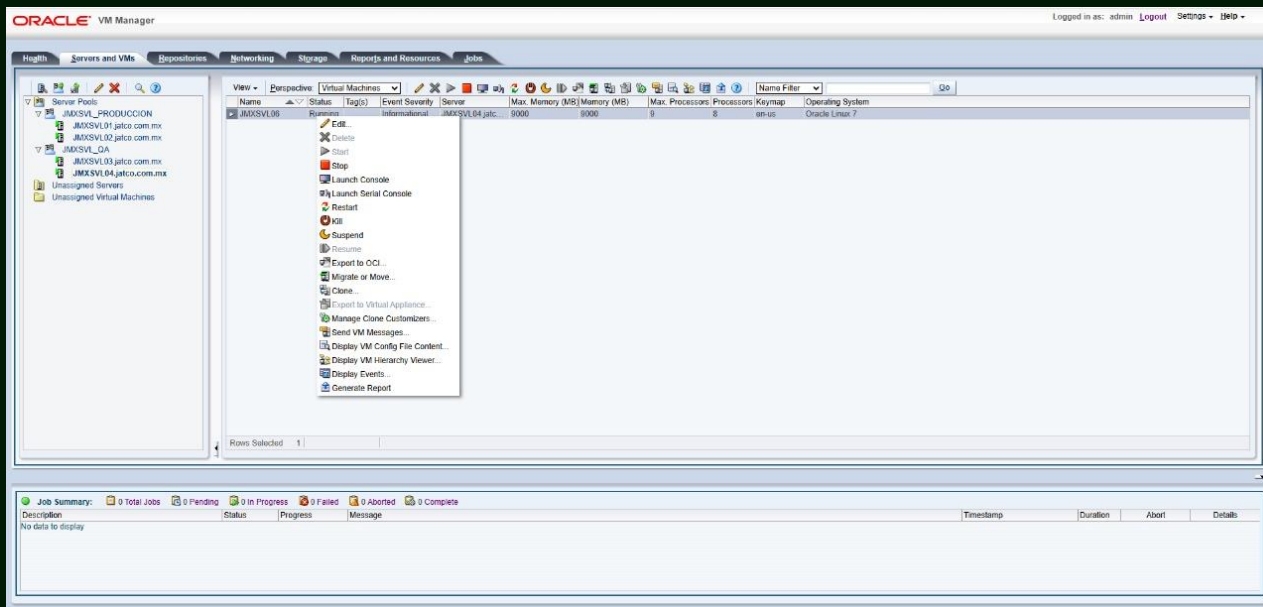 ORACLE VM Manager
Logged in as: admin Logout Settings Help
Health Servers and VMs Repositories Networking Storage Reports and Resources Jobs
View Perspective: Virtual Machines Name Filter Go
Server Pools
JMXSVL_PRODUCCION
JMXSVL01.jatco.com.mx
JMXSVL02.jatco.com.mx
JMXSVL_QA
JMXSVL03.jatco.com.mx
JMXSVL04.jatco.com.mx
Unassigned Servers
Unassigned Virtual Machines
Name Status Tag(s) Event Severity Server Max. Memory (MB) Memory (MB) Max. Processors Processors Keymap Operating System
JMXSVL06 Running Informational JMXSVL04.jatc... 9000 9000 9 8 en-us Oracle Linux 7
Edit...
Delete
Start
Stop
Launch Console
Launch Serial Console
Restart
Kill
Suspend
Resume
Export to OCI...
Migrate or Move...
Clone...
Export to Virtual Appliance...
Manage Clone Customizers...
Send VM Messages...
Display VM Config File Content...
Display VM Hierarchy Viewer...
Display Events...
Generate Report
Rows Selected 1
Job Summary: 0 Total Jobs 0 Pending 0 In Progress 0 Failed 0 Aborted 0 Complete
Description Status Progress Message Timestamp Duration Abort Details
No data to display